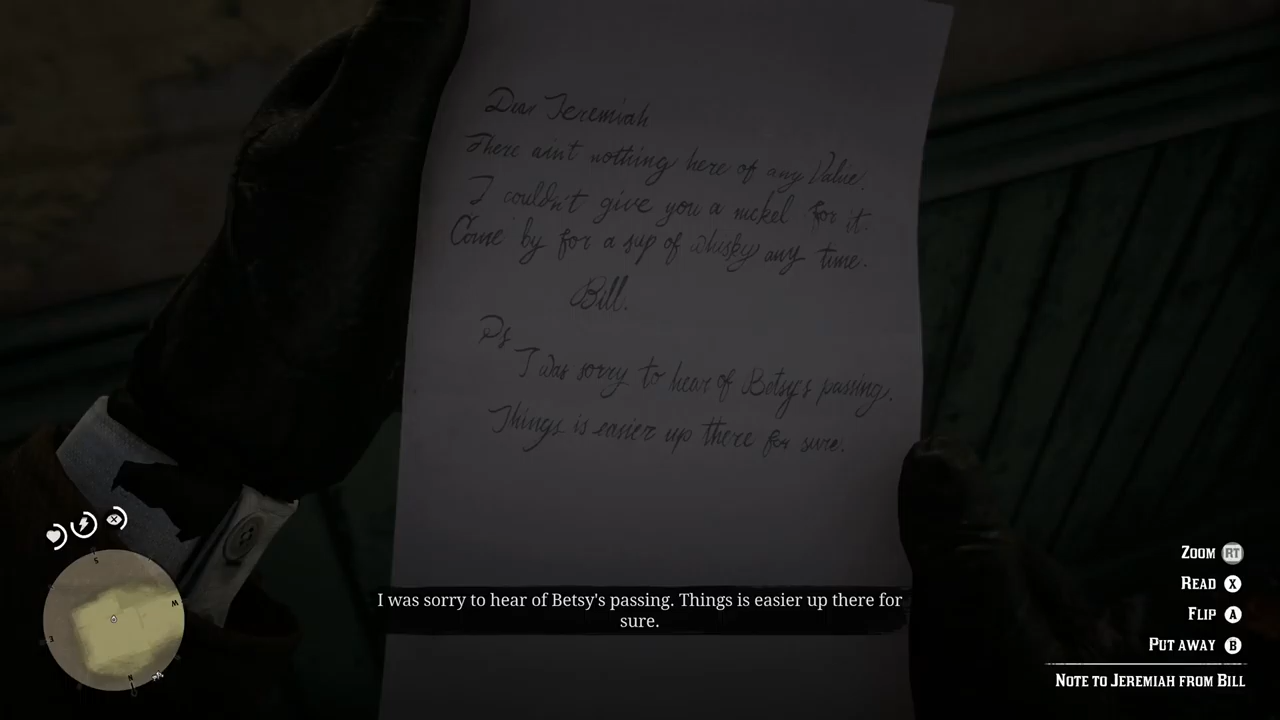 Dear Jeremiah
There aint nothing here of any Value.
I couldn't give you a nickel for it.
Come by for a sup of whisky any time.
Bill.
Ps
I was sorry to hear of Betsy's passing.
Things is easier up there for sure.
I was sorry to hear of Betsy's passing. Things is easier up there for
sure.
ZOOM RT
READ X
FLIP A
PUT AWAY B
NOTE TO JEREMIAH FROM BILL
S
W
E
N